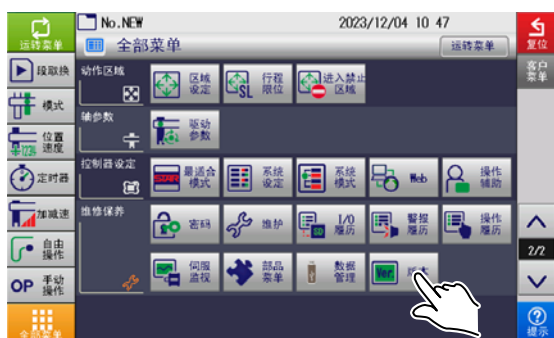 No.NEW
2023/12/04 10 47
运转菜单
全部菜单
运转菜单
复位
客户
菜单
段取换
模式
位置
速度
定时器
加减速
自由
操作
OP 手动
操作
全部菜单
动作区域
区域
设定
SL
行程
限位
进入禁止
区域
轴参数
驱动
参数
控制器设定
最适合
模式
系统
设定
系统
模式
Web
操作
辅助
维修保养
密码
维护
I/O
履历
警报
履历
操作
履历
伺服
监视
部品
菜单
数据
管理
Ver.
版本
2/2
提示